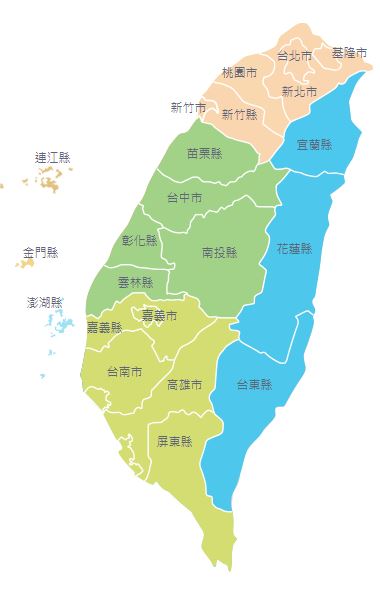 台北市
基隆市
桃園市
新北市
新竹市
新竹縣
宜蘭縣
苗栗縣
連江縣
台中市
彰化縣
南投縣
花蓮縣
金門縣
雲林縣
澎湖縣
嘉義市
嘉義縣
台南市
高雄市
台東縣
屏東縣